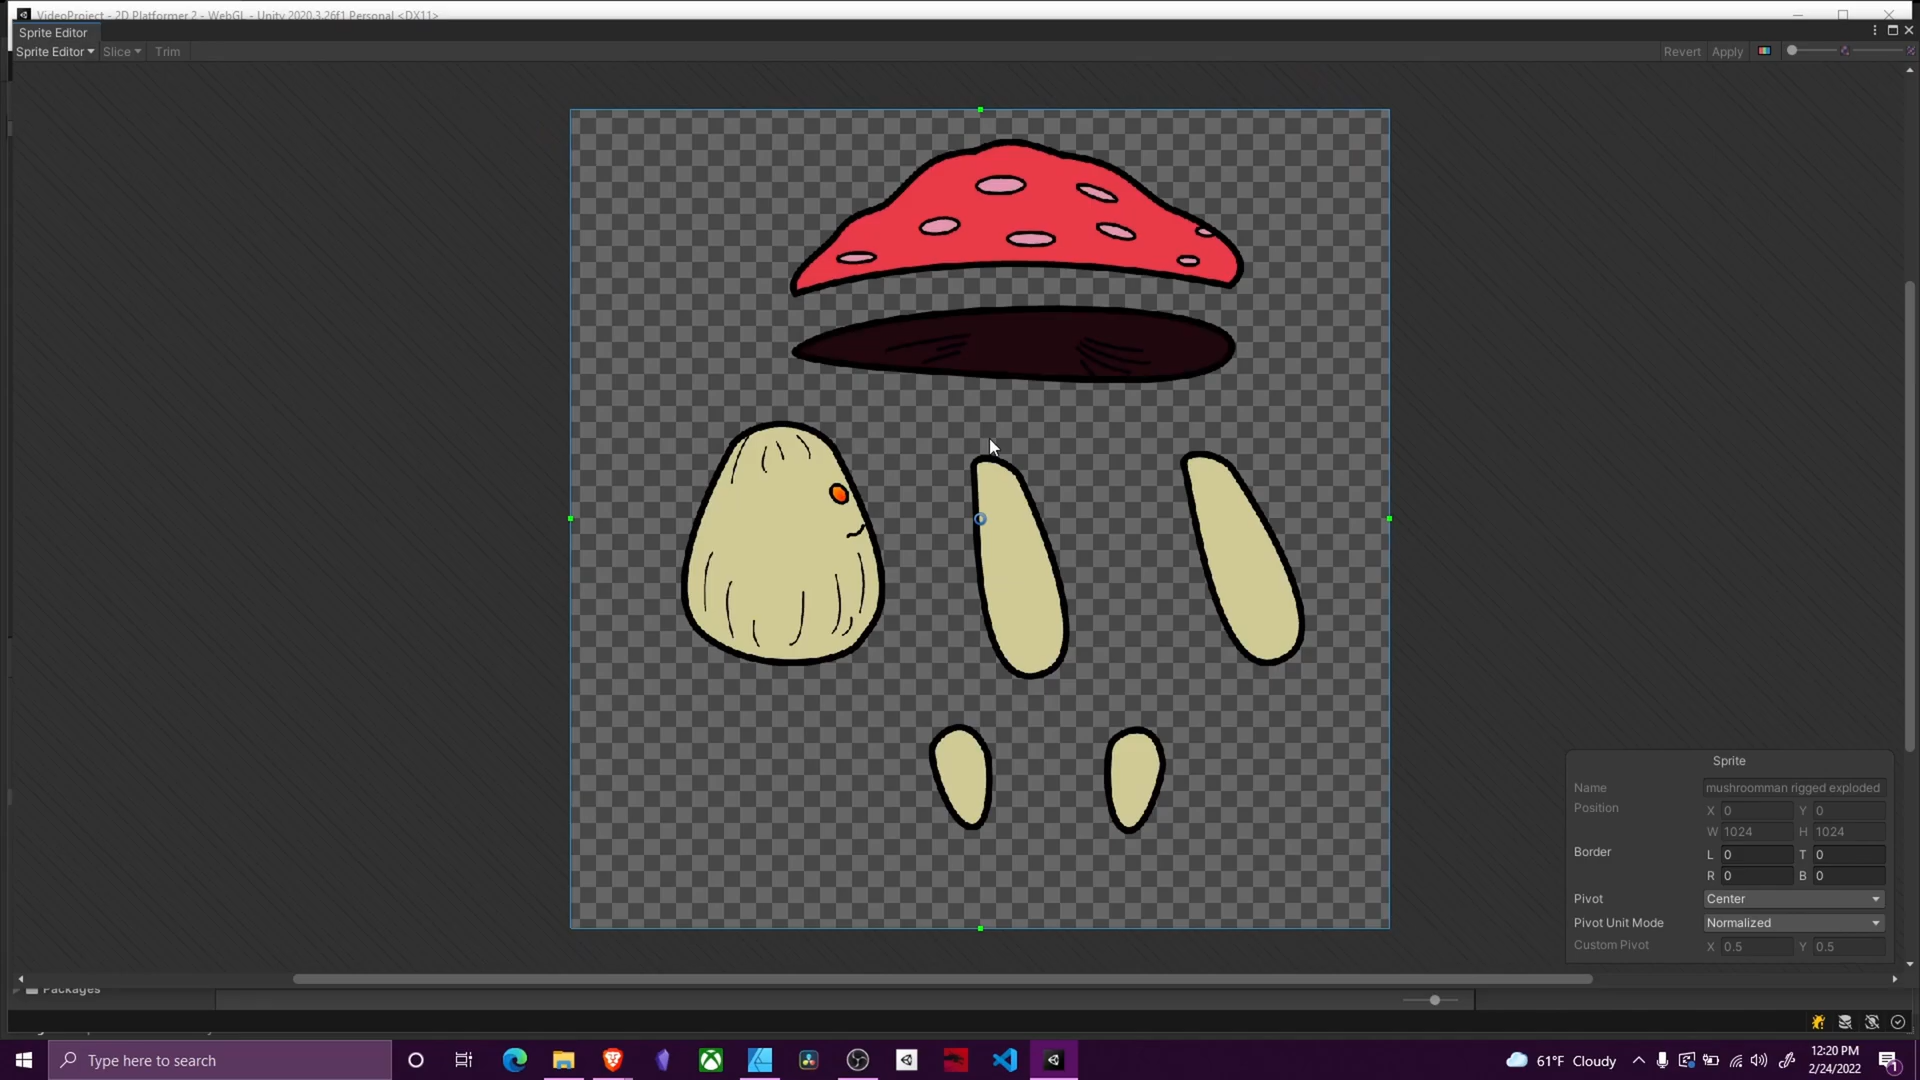 VideoProject - 2D Platformer 2 - WebGL - Unity 2020.3.26f1 Personal <DX11>
Sprite Editor
Sprite Editor Slice Trim Revert Apply
Sprite
Name mushroomman rigged exploded
Position X 0 Y 0
W 1024 H 1024
Border L 0 T 0
R 0 B 0
Pivot Center
Pivot Unit Mode Normalized
Custom Pivot X 0.5 Y 0.5
Packages
Type here to search
61°F Cloudy
12:20 PM
2/24/2022
1